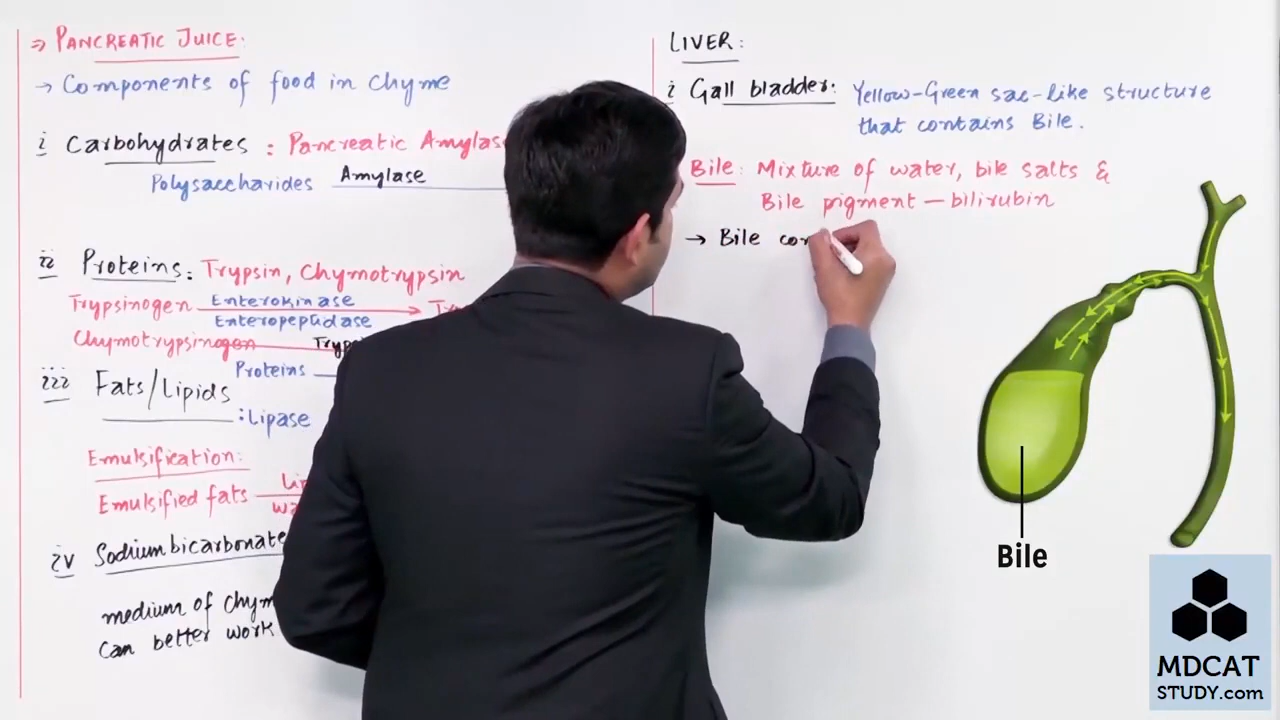 ⇒ PANCREATIC JUICE:
→ Components of food in Chyme
i Carbohydrates : Pancreatic Amylase
Polysaccharides Amylase
ii Proteins: Trypsin, Chymotrypsin
Trypsinogen Enterokinase
Enteropeptidase
Chymotrypsinogen
Proteins
iii Fats/Lipids
: Lipase
Emulsification:
Emulsified fats
iv Sodium bicarbonate
medium of
can better work
LIVER:
i Gall bladder: Yellow-Green sac-like structure
that contains Bile.
Bile: Mixture of water, bile salts &
Bile pigment — bilirubin
→ Bile
Bile
MDCAT
STUDY.com